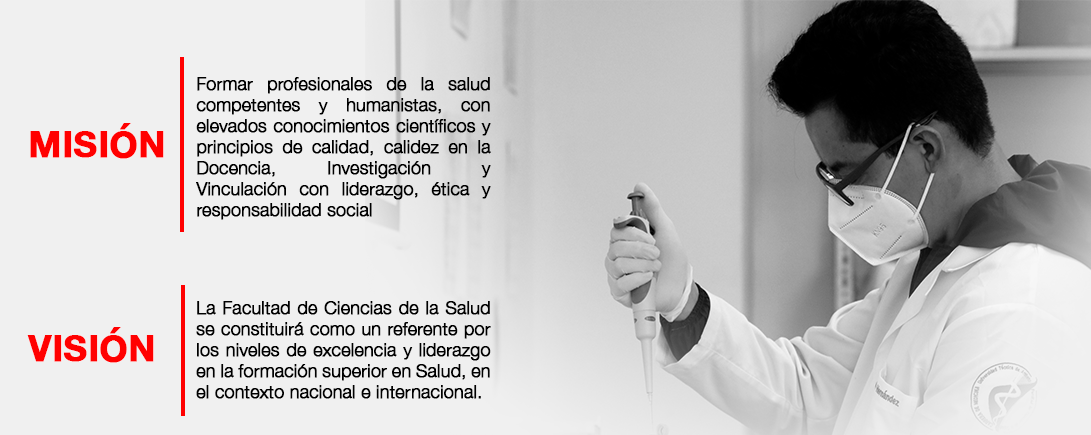 MISIÓN
Formar profesionales de la salud
competentes y humanistas, con
elevados conocimientos científicos y
principios de calidad, calidez en la
Docencia, Investigación y
Vinculación con liderazgo, ética y
responsabilidad social
VISIÓN
La Facultad de Ciencias de la Salud
se constituirá como un referente por
los niveles de excelencia y liderazgo
en la formación superior en Salud, en
el contexto nacional e internacional.